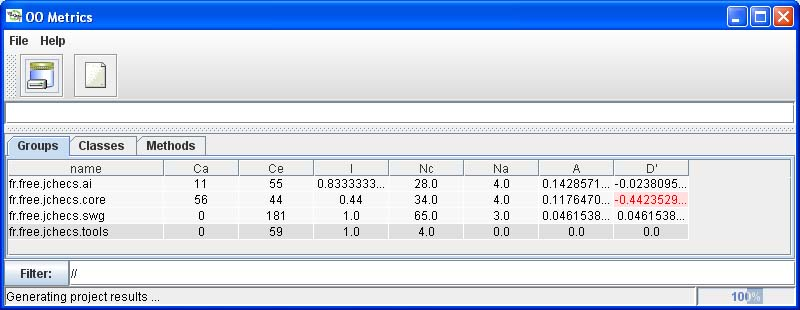 OO Metrics
File Help
Groups Classes Methods
name Ca Ce I Nc Na A D'
fr.free.jchecs.ai 11 55 0.8333333... 28.0 4.0 0.1428571... -0.0238095...
fr.free.jchecs.core 56 44 0.44 34.0 4.0 0.1176470... -0.4423529...
fr.free.jchecs.swg 0 181 1.0 65.0 3.0 0.0461538... 0.0461538...
fr.free.jchecs.tools 0 59 1.0 4.0 0.0 0.0 0.0
Filter: //
Generating project results ... 100%